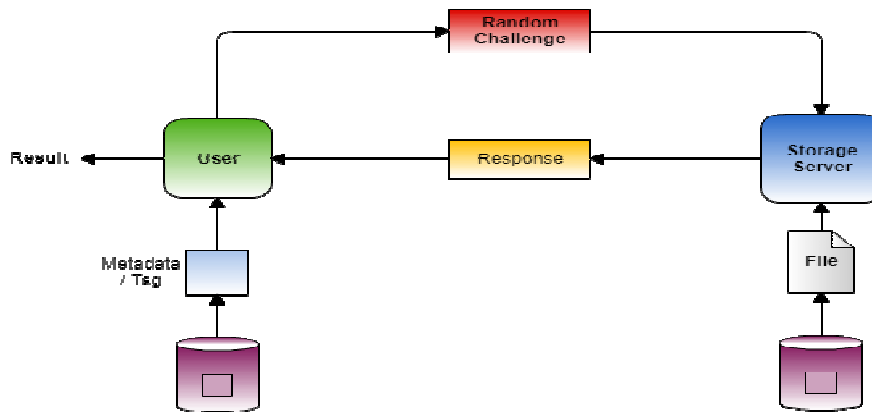 Random
Challenge
Result
User
Response
Storage
Server
Metadata
/ Tag
File